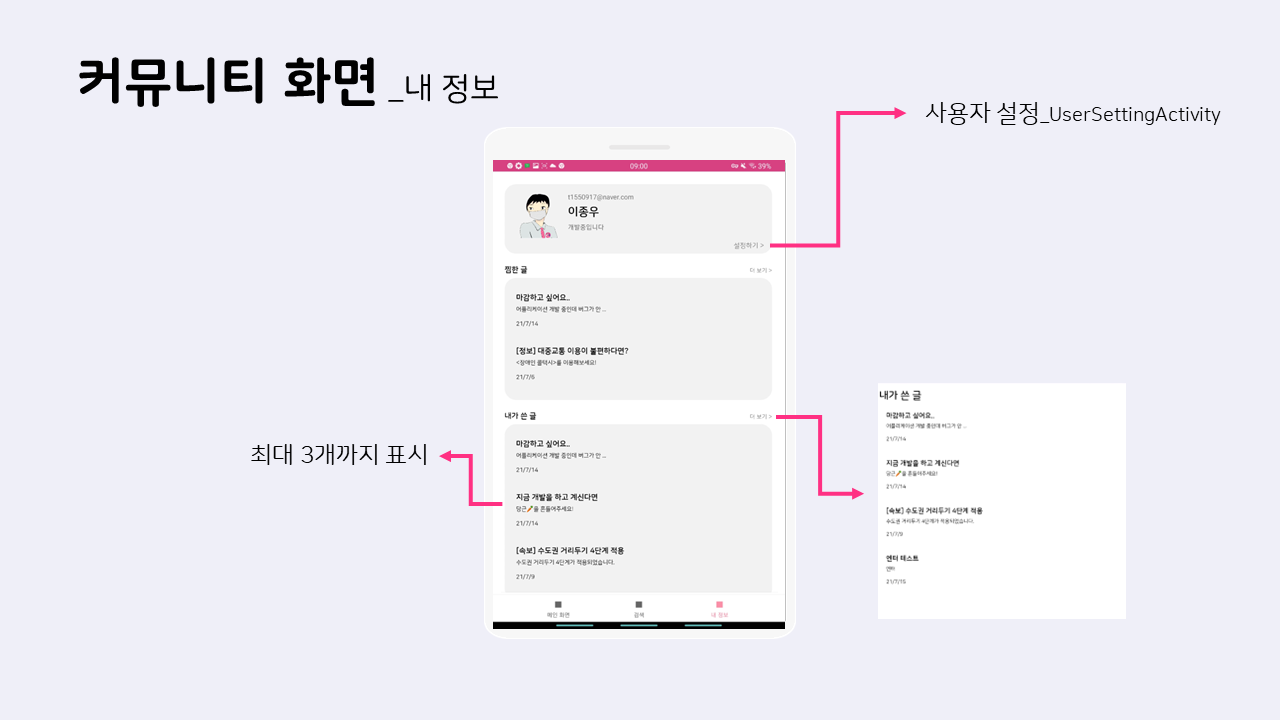 커뮤니티 화면 _내 정보
사용자 설정_UserSettingActivity
09:00
39%
t1550917@naver.com
이종우
개발중입니다
설정하기 >
찜한 글
더 보기 >
마감하고 싶어요..
어플리케이션 개발 중인데 버그가 안 ...
21/7/14
[정보] 대중교통 이용이 불편하다면?
<장애인 콜택시>를 이용해보세요!
21/7/6
내가 쓴 글
더 보기 >
마감하고 싶어요..
어플리케이션 개발 중인데 버그가 안 ...
21/7/14
지금 개발을 하고 계신다면
당근🥕을 흔들어주세요!
21/7/14
[속보] 수도권 거리두기 4단계 적용
수도권 거리두기 4단계가 적용되었습니다.
21/7/9
메인 화면
검색
내 정보
최대 3개까지 표시
내가 쓴 글
마감하고 싶어요..
어플리케이션 개발 중인데 버그가 안 ...
21/7/14
지금 개발을 하고 계신다면
당근🥕을 흔들어주세요!
21/7/14
[속보] 수도권 거리두기 4단계 적용
수도권 거리두기 4단계가 적용되었습니다.
21/7/9
엔터 테스트
엔터
21/7/15